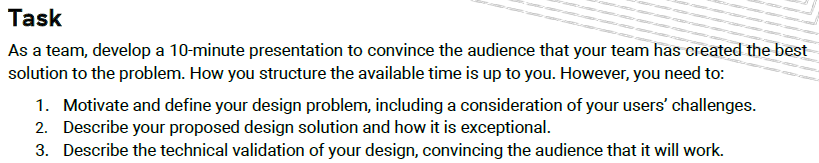 Task
As a team, develop a 10-minute presentation to convince the audience that your team has created the best
solution to the problem. How you structure the available time is up to you. However, you need to:
1. Motivate and define your design problem, including a consideration of your users' challenges.
2. Describe your proposed design solution and how it is exceptional.
3. Describe the technical validation of your design, convincing the audience that it will work.